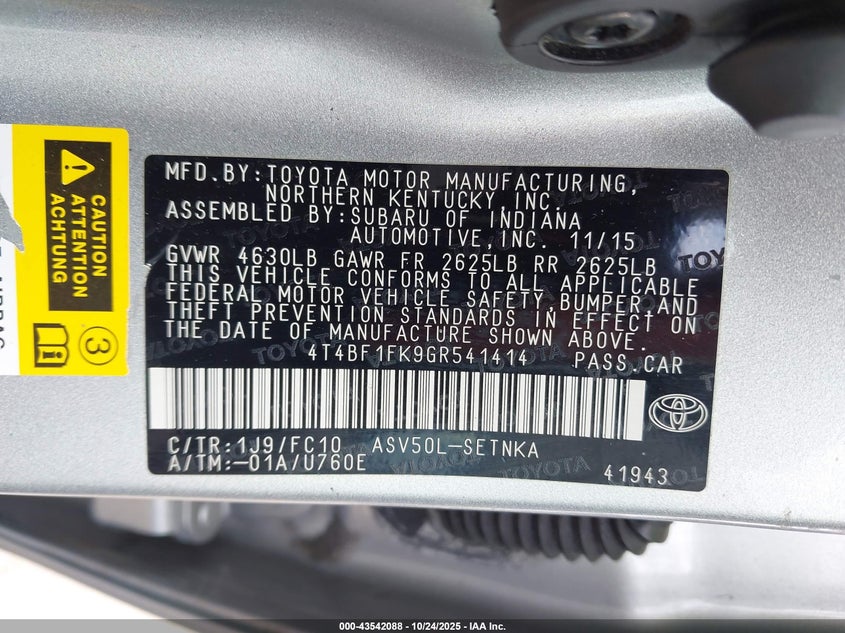 MFD.BY:TOYOTA MOTOR MANUFACTURING,
NORTHERN KENTUCKY,INC.
ASSEMBLED BY:SUBARU OF INDIANA
AUTOMOTIVE,INC. 11/15
GVWR 4630LB GAWR FR 2625LB RR 2625LB
THIS VEHICLE CONFORMS TO ALL APPLICABLE
FEDERAL MOTOR VEHICLE SAFETY,BUMPER,AND
THEFT PREVENTION STANDARDS IN EFFECT ON
THE DATE OF MANUFACTURE SHOWN ABOVE.
4T4BF1FK9GR541414 PASS.CAR
C/TR:1J9/FC10 ASV50L-SETNKA
A/TM:-01A/U760E 41943
CAUTION
ATTENTION
ACHTUNG
3
000-43542088 - 10/24/2025 - IAA Inc.